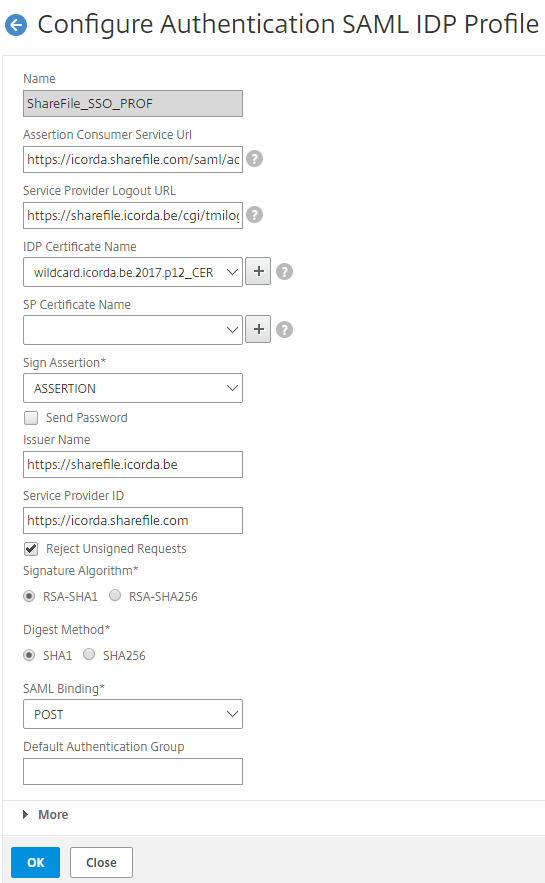 Configure Authentication SAML IDP Profile
Name
ShareFile_SSO_PROF
Assertion Consumer Service Url
https://icorda.sharefile.com/saml/ac
?
Service Provider Logout URL
https://sharefile.icorda.be/cgi/tmilog
?
IDP Certificate Name
wildcard.icorda.be.2017.p12_CER
+
?
SP Certificate Name
+
?
Sign Assertion*
ASSERTION
Send Password
Issuer Name
https://sharefile.icorda.be
Service Provider ID
https://icorda.sharefile.com
Reject Unsigned Requests
Signature Algorithm*
RSA-SHA1 RSA-SHA256
Digest Method*
SHA1 SHA256
SAML Binding*
POST
Default Authentication Group
More
OK Close